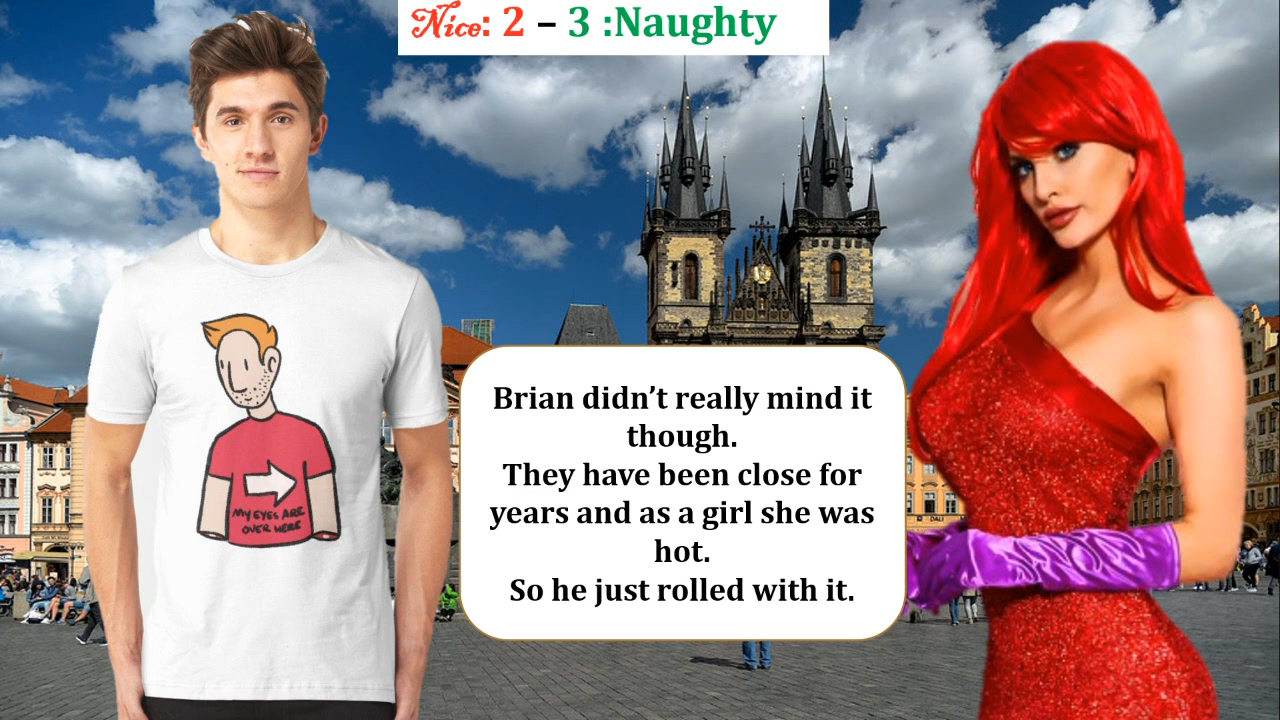 Nice: 2 – 3 :Naughty
MY EYES ARE
OVER HERE
Brian didn’t really mind it
though.
They have been close for
years and as a girl she was
hot.
So he just rolled with it.
DALI